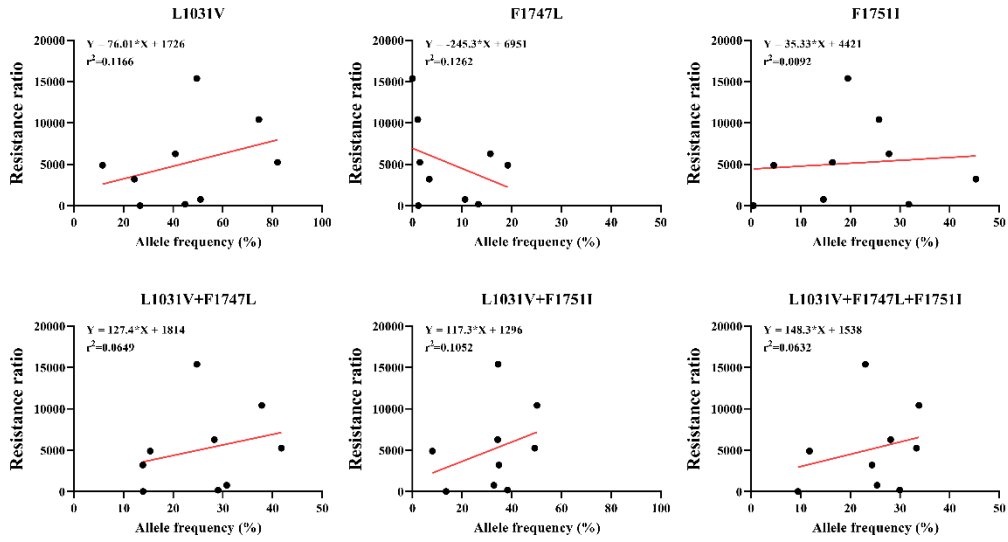 L1031V
Y = 76.01*X + 1726
r²=0.1166
20000
15000
10000
5000
0
Resistance ratio
0 20 40 60 80 100
Allele frequency (%)
F1747L
Y = -245.3*X + 6951
r²=0.1262
20000
15000
10000
5000
0
Resistance ratio
0 10 20 30 40 50
Allele frequency (%)
F1751I
Y = 35.33*X + 4421
r²=0.0092
20000
15000
10000
5000
0
Resistance ratio
0 10 20 30 40 50
Allele frequency (%)
L1031V+F1747L
Y = 127.4*X + 1814
r²=0.0649
20000
15000
10000
5000
0
Resistance ratio
0 10 20 30 40 50
Allele frequency (%)
L1031V+F1751I
Y = 117.3*X + 1296
r²=0.1052
20000
15000
10000
5000
0
Resistance ratio
0 20 40 60 80 100
Allele frequency (%)
L1031V+F1747L+F1751I
Y = 148.3*X + 1538
r²=0.0632
20000
15000
10000
5000
0
Resistance ratio
0 10 20 30 40 50
Allele frequency (%)